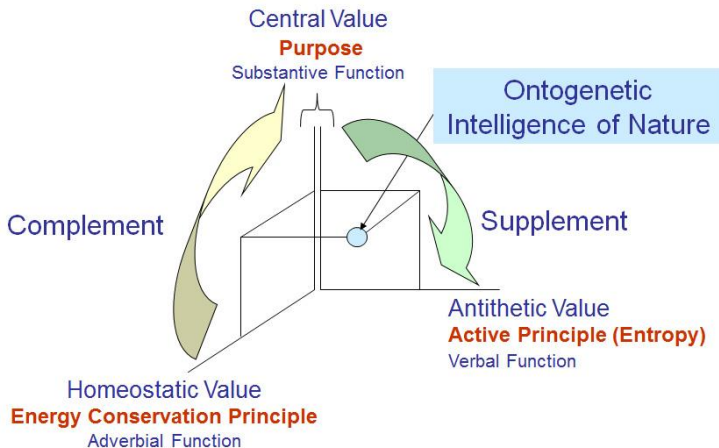 Central Value
Purpose
Substantive Function
Ontogenetic
Intelligence of Nature
Complement
Supplement
Antithetic Value
Active Principle (Entropy)
Verbal Function
Homeostatic Value
Energy Conservation Principle
Adverbial Function